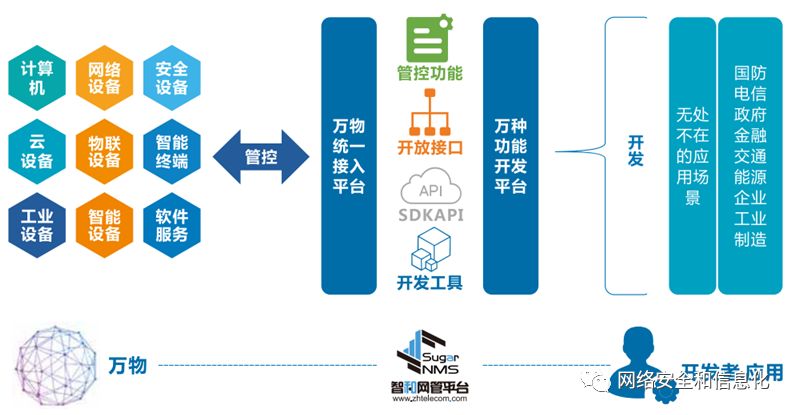 计算
机
网络
设备
安全
设备
云
设备
物联
设备
智能
终端
工业
设备
智能
设备
软件
服务
管控
万物
统一
接入
平台
管控功能
开放接口
API
SDKAPI
开发工具
万种
功能
开发
平台
开
发
无处
不在
的应
用场
景
国防
电信
政府
金融
交通
能源
企业
工业
制造
万物
Sugar
NMS
智和网管平台
www.zhtelecom.com
开发者 应用
网络安全和信息化